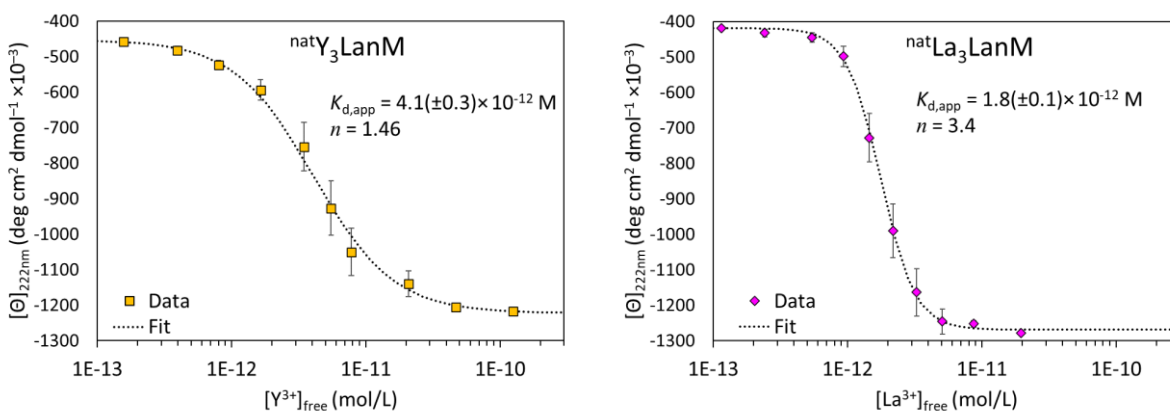 -400
-500
-600
-700
-800
-900
-1000
-1100
-1200
-1300
[Θ]222nm (deg cm² dmol⁻¹ ×10⁻³)
natY₃LanM
Kd,app = 4.1(±0.3)×10⁻¹² M
n = 1.46
Data
Fit
1E-13
1E-12
1E-11
1E-10
[Y³⁺]free (mol/L)
-400
-500
-600
-700
-800
-900
-1000
-1100
-1200
-1300
[Θ]222nm (deg cm² dmol⁻¹ ×10⁻³)
natLa₃LanM
Kd,app = 1.8(±0.1)×10⁻¹² M
n = 3.4
Data
Fit
1E-13
1E-12
1E-11
1E-10
[La³⁺]free (mol/L)